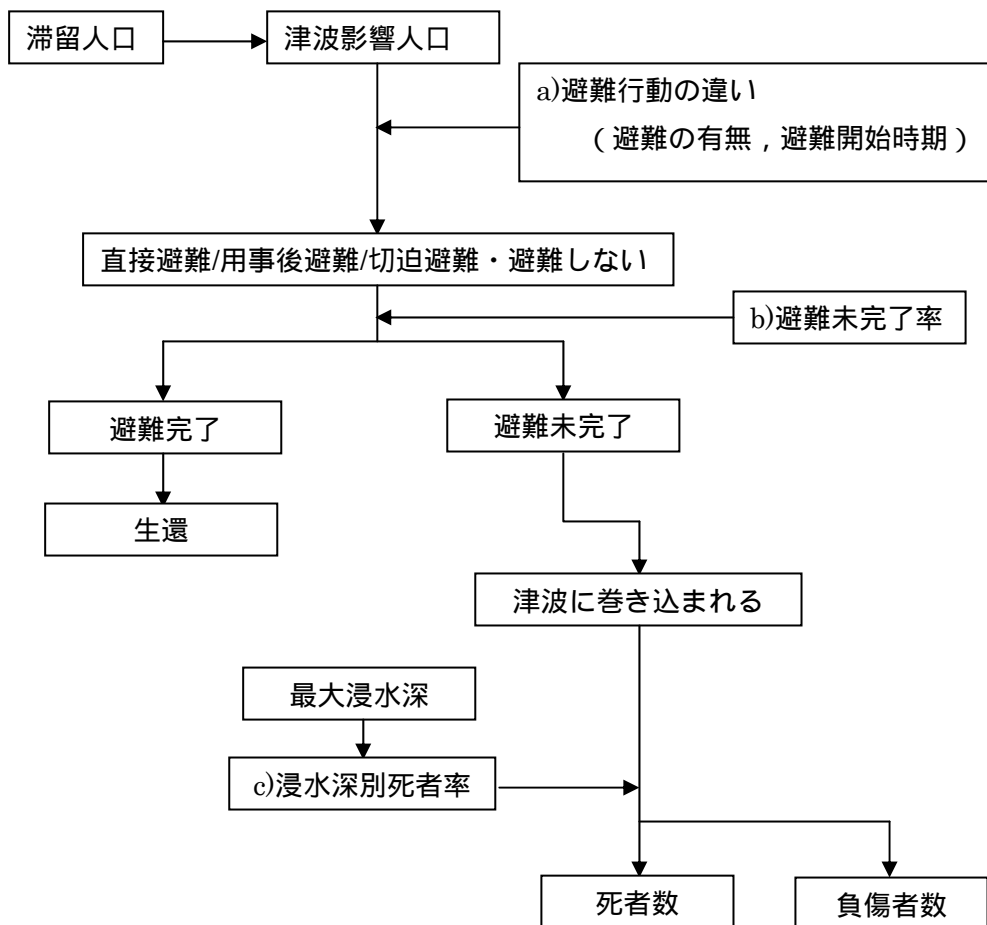 滞留人口
津波影響人口
a)避難行動の違い
（避難の有無，避難開始時期）
直接避難/用事後避難/切迫避難・避難しない
b)避難未完了率
避難完了
避難未完了
生還
津波に巻き込まれる
最大浸水深
c)浸水深別死者率
死者数
負傷者数